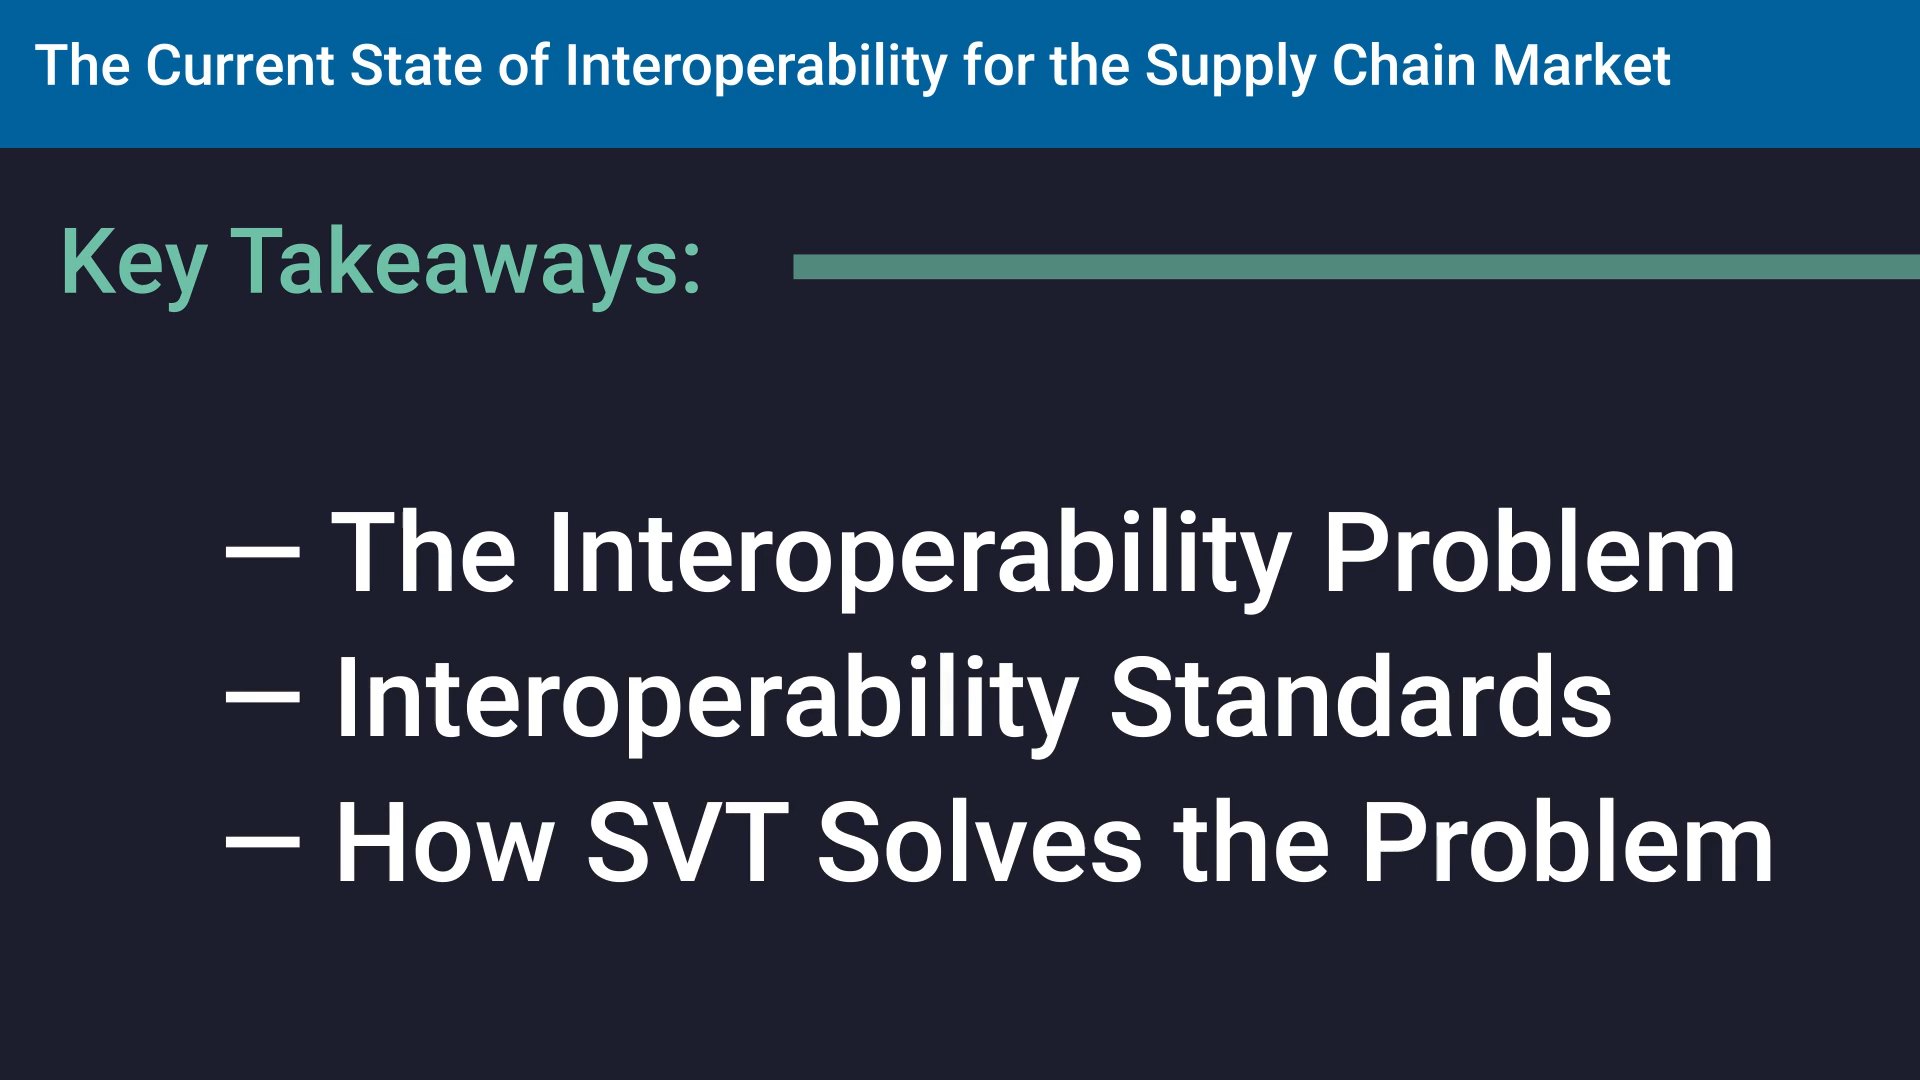 The Current State of Interoperability for the Supply Chain Market
Key Takeaways:
— The Interoperability Problem
— Interoperability Standards
— How SVT Solves the Problem